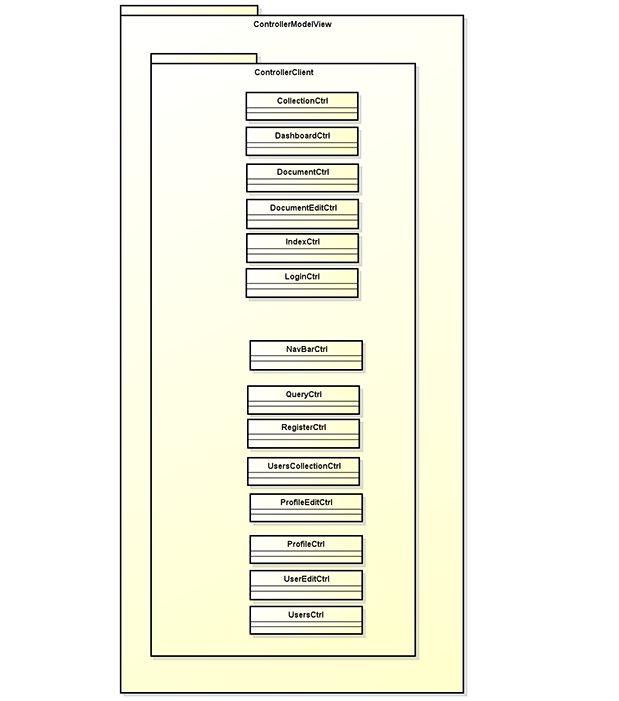 ControllerModelView
ControllerClient
CollectionCtrl
DashboardCtrl
DocumentCtrl
DocumentEditCtrl
IndexCtrl
LoginCtrl
NavBarCtrl
QueryCtrl
RegisterCtrl
UsersCollectionCtrl
ProfileEditCtrl
ProfileCtrl
UserEditCtrl
UsersCtrl